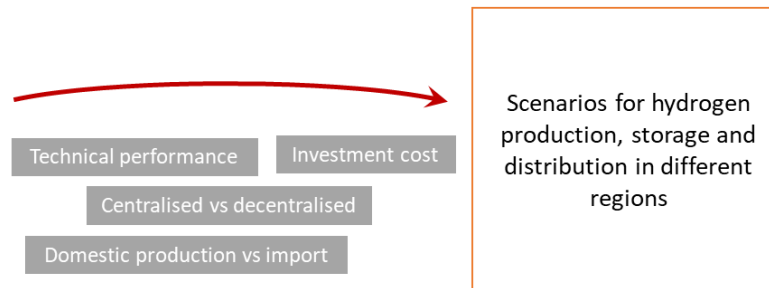 Technical performance
Investment cost
Centralised vs decentralised
Domestic production vs import
Scenarios for hydrogen
production, storage and
distribution in different
regions